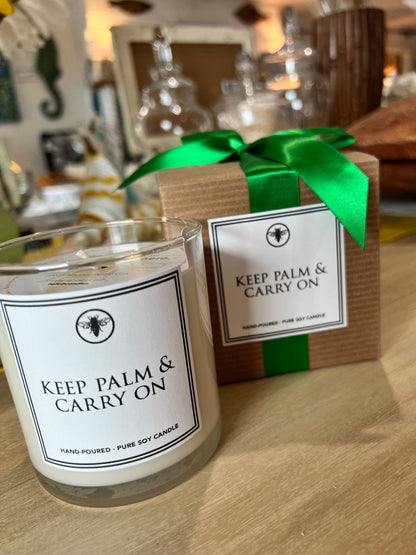 KEEP PALM &
CARRY ON
HAND-POURED - PURE SOY CANDLE
KEEP PALM &
CARRY ON
HAND-POURED - PURE SOY CANDLE